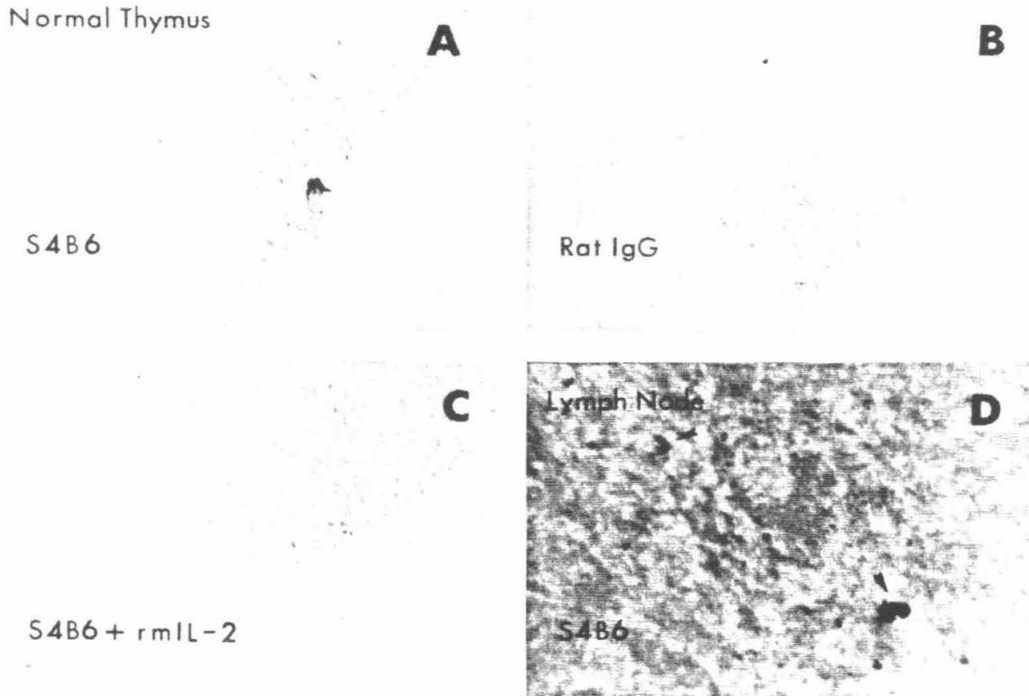 Normal Thymus
A
S4B6
B
Rat IgG
C
S4B6 + rmIL-2
Lymph Node
D
S4B6